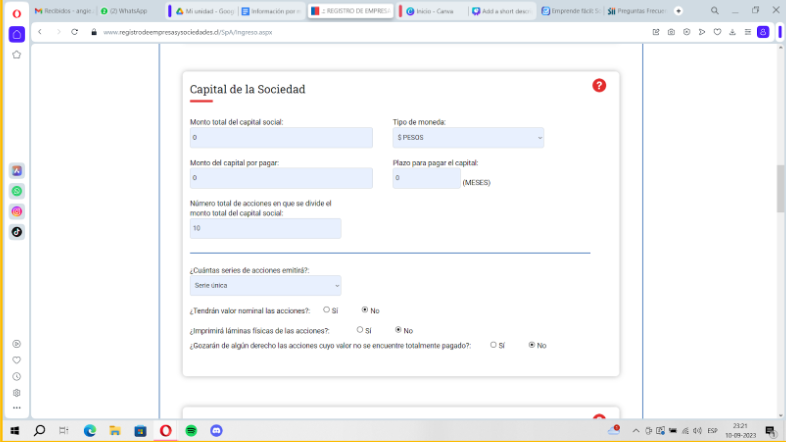 Recibidos - angie
(2) WhatsApp
Mi unidad - Goog
Información para
.:: REGISTRO DE EMPRESA
Inicio - Canva
Add a short descri
Emprende fácil: S
Preguntas Frecuen
www.registrodeempresasysociedades.cl/SpA/Ingreso.aspx
Capital de la Sociedad
?
Monto total del capital social:
Tipo de moneda:
0
$ PESOS
Monto del capital por pagar:
Plazo para pagar el capital:
0
0
(MESES)
Número total de acciones en que se divide el
monto total del capital social:
10
¿Cuántas series de acciones emitirá?:
Serie única
¿Tendrán valor nominal las acciones?: Sí No
¿Imprimirá láminas físicas de las acciones?: Sí No
¿Gozarán de algún derecho las acciones cuyo valor no se encuentre totalmente pagado?: Sí No
ESP
23:21
10-09-2023